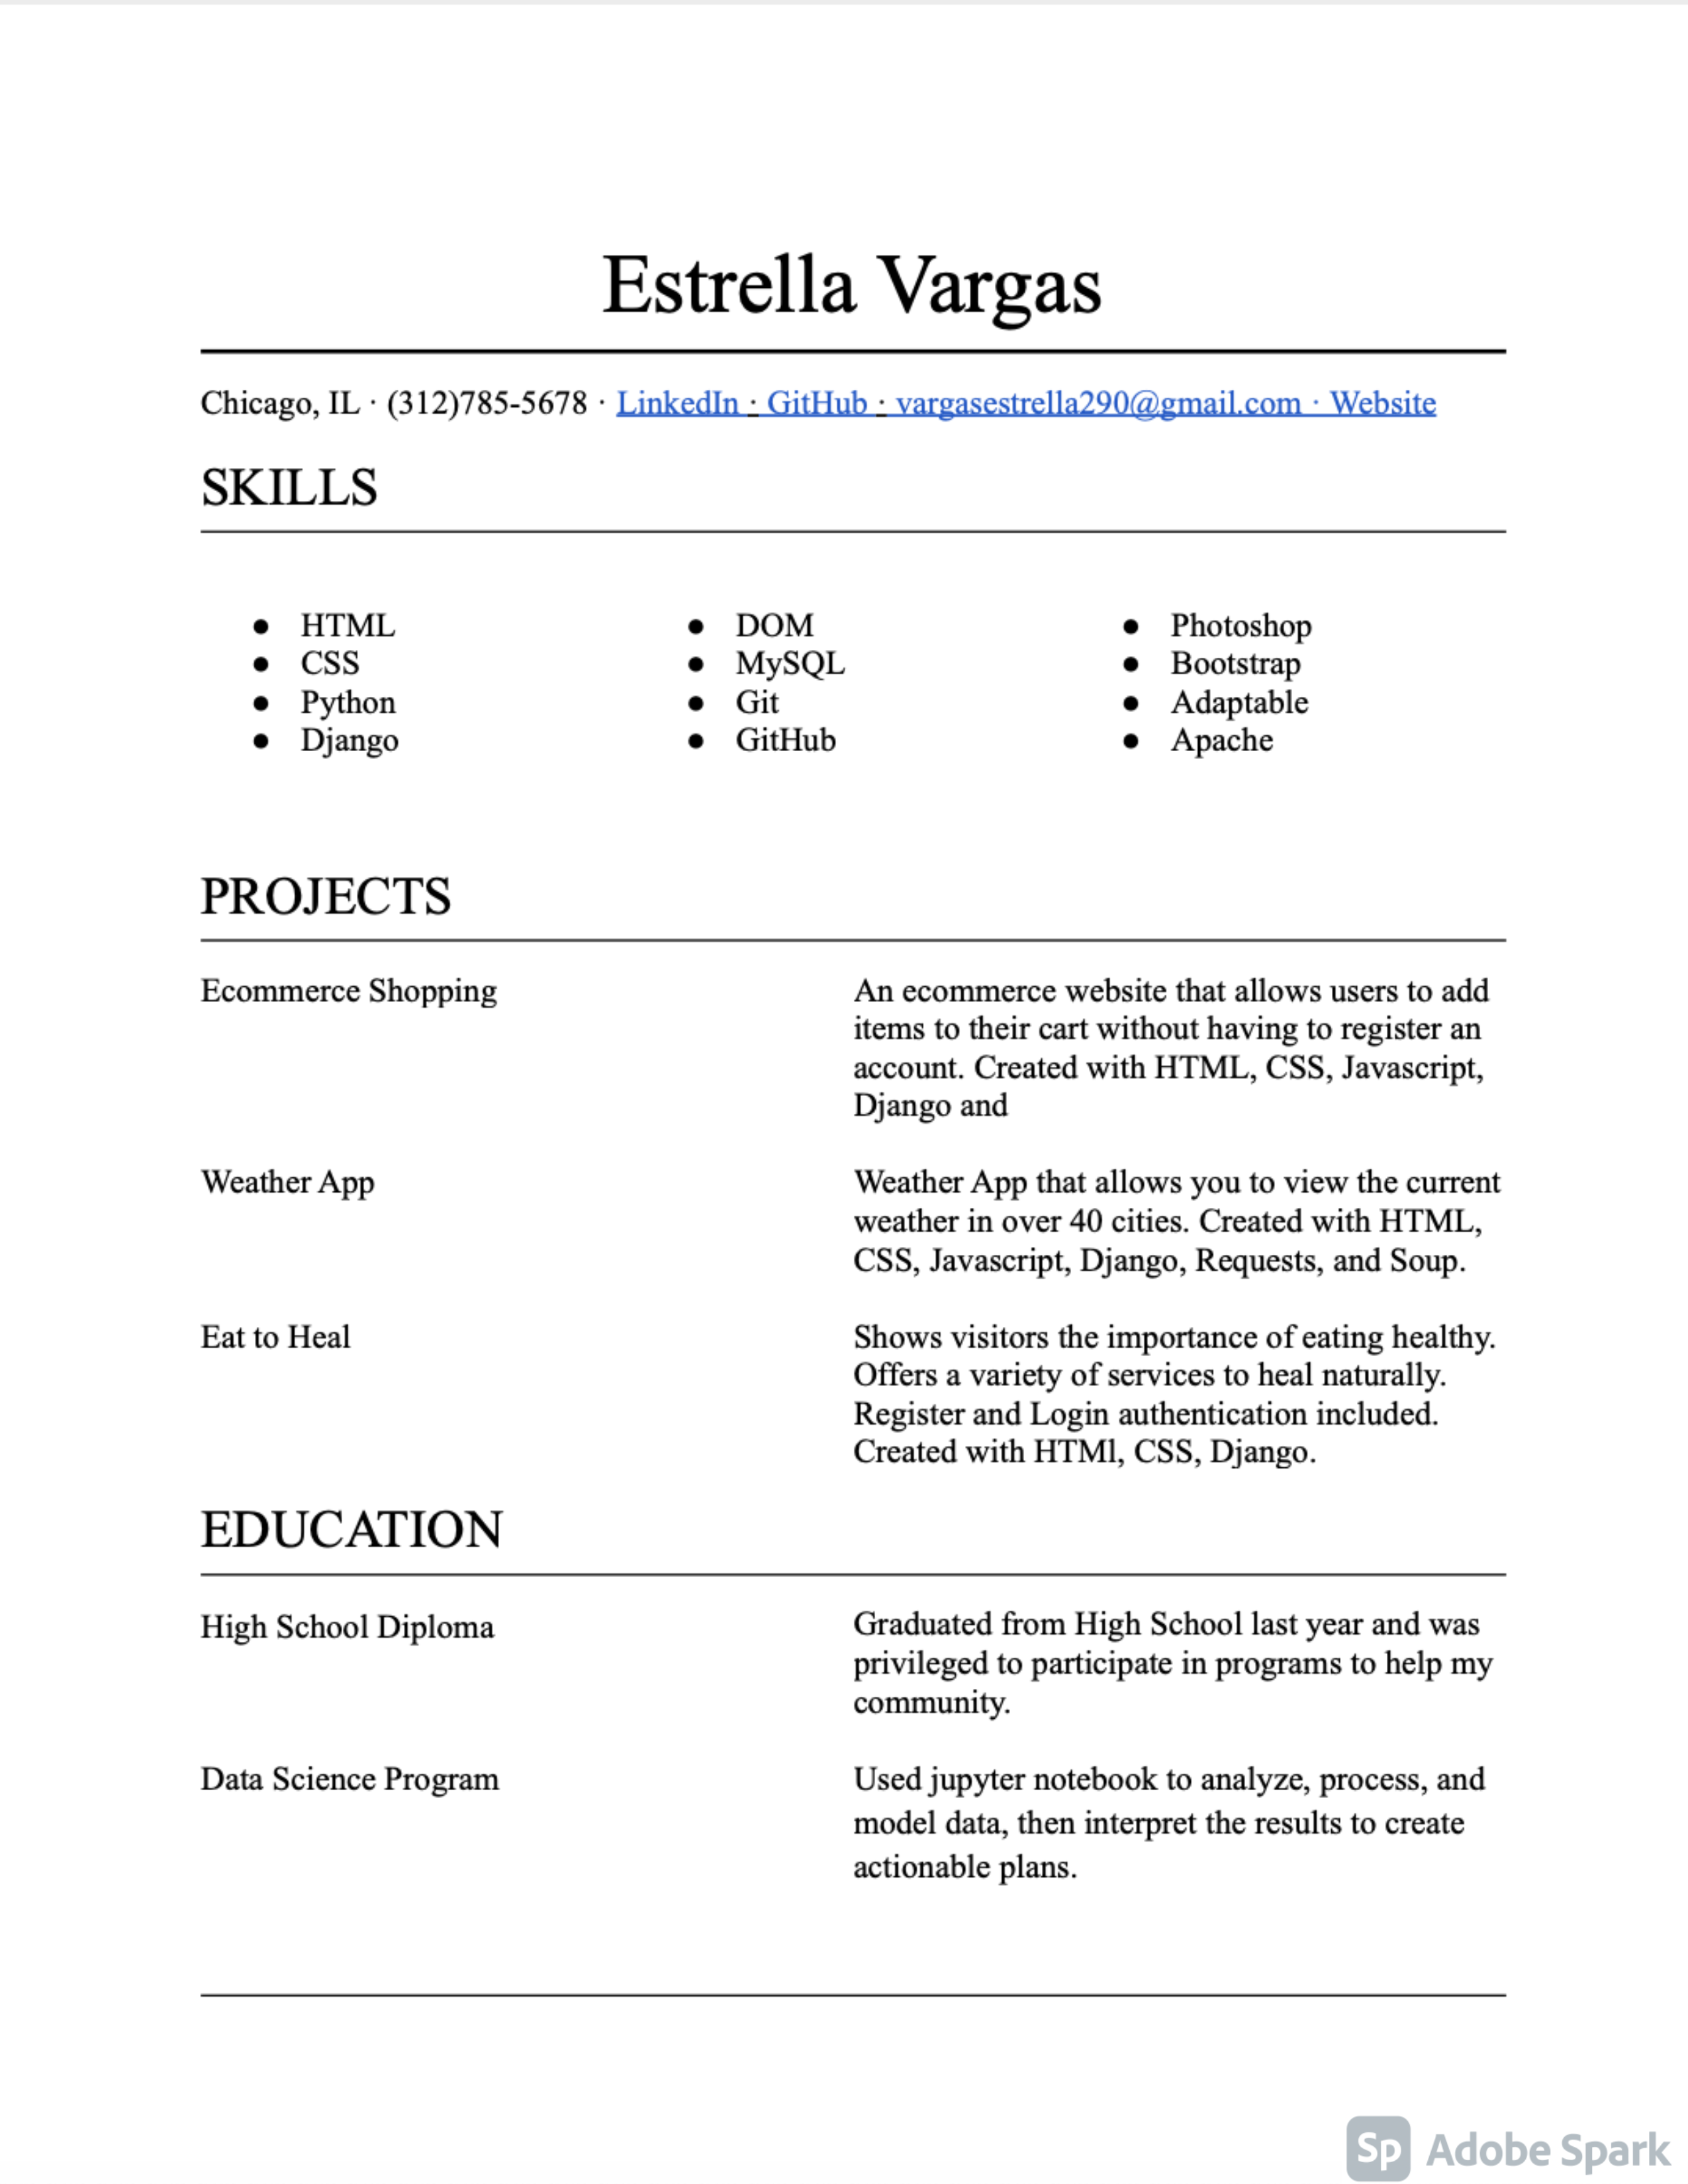 Estrella Vargas
Chicago, IL · (312)785-5678 · LinkedIn · GitHub · vargasestrella290@gmail.com · Website
SKILLS
● HTML
● CSS
● Python
● Django
● DOM
● MySQL
● Git
● GitHub
● Photoshop
● Bootstrap
● Adaptable
● Apache
PROJECTS
Ecommerce Shopping
An ecommerce website that allows users to add
items to their cart without having to register an
account. Created with HTML, CSS, Javascript,
Django and
Weather App
Weather App that allows you to view the current
weather in over 40 cities. Created with HTML,
CSS, Javascript, Django, Requests, and Soup.
Eat to Heal
Shows visitors the importance of eating healthy.
Offers a variety of services to heal naturally.
Register and Login authentication included.
Created with HTMl, CSS, Django.
EDUCATION
High School Diploma
Graduated from High School last year and was
privileged to participate in programs to help my
community.
Data Science Program
Used jupyter notebook to analyze, process, and
model data, then interpret the results to create
actionable plans.
Sp Adobe Spark